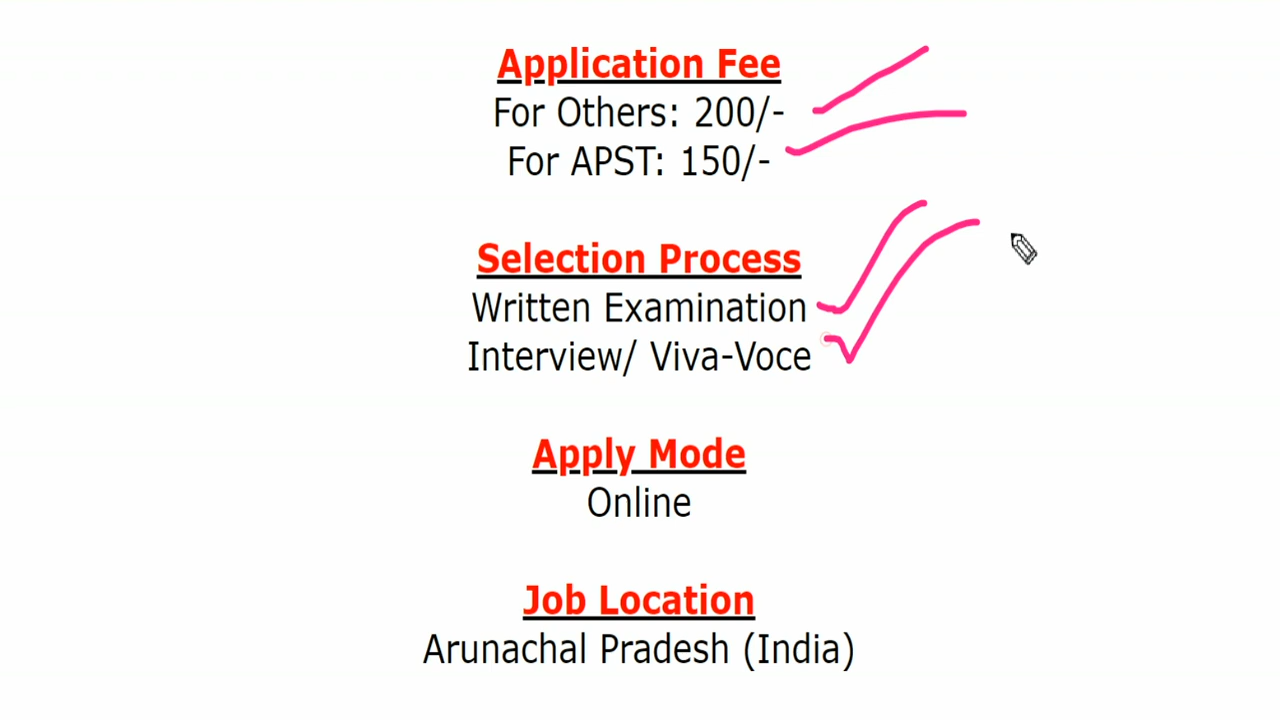 Application Fee
For Others: 200/-
For APST: 150/-
Selection Process
Written Examination
Interview/ Viva-Voce
Apply Mode
Online
Job Location
Arunachal Pradesh (India)